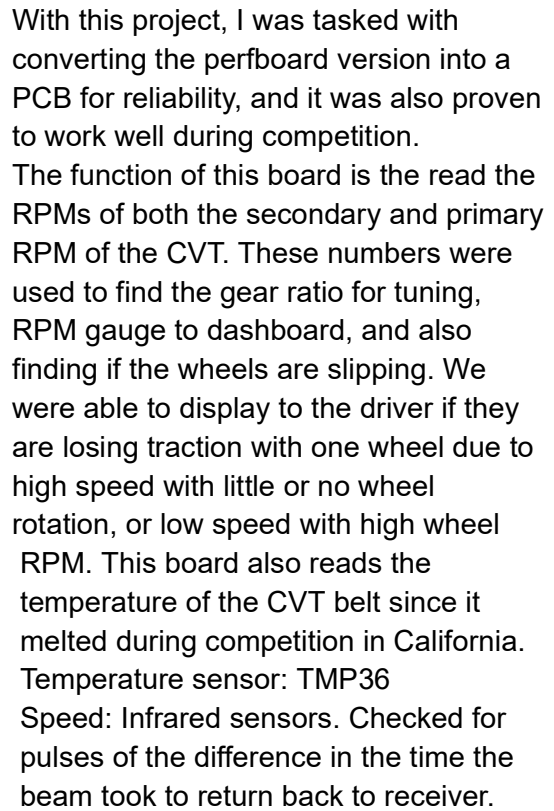 With this project, I was tasked with
converting the perfboard version into a
PCB for reliability, and it was also proven
to work well during competition.
The function of this board is the read the
RPMs of both the secondary and primary
RPM of the CVT. These numbers were
used to find the gear ratio for tuning,
RPM gauge to dashboard, and also
finding if the wheels are slipping. We
were able to display to the driver if they
are losing traction with one wheel due to
high speed with little or no wheel
rotation, or low speed with high wheel
RPM. This board also reads the
temperature of the CVT belt since it
melted during competition in California.
Temperature sensor: TMP36
Speed: Infrared sensors. Checked for
pulses of the difference in the time the
beam took to return back to receiver.